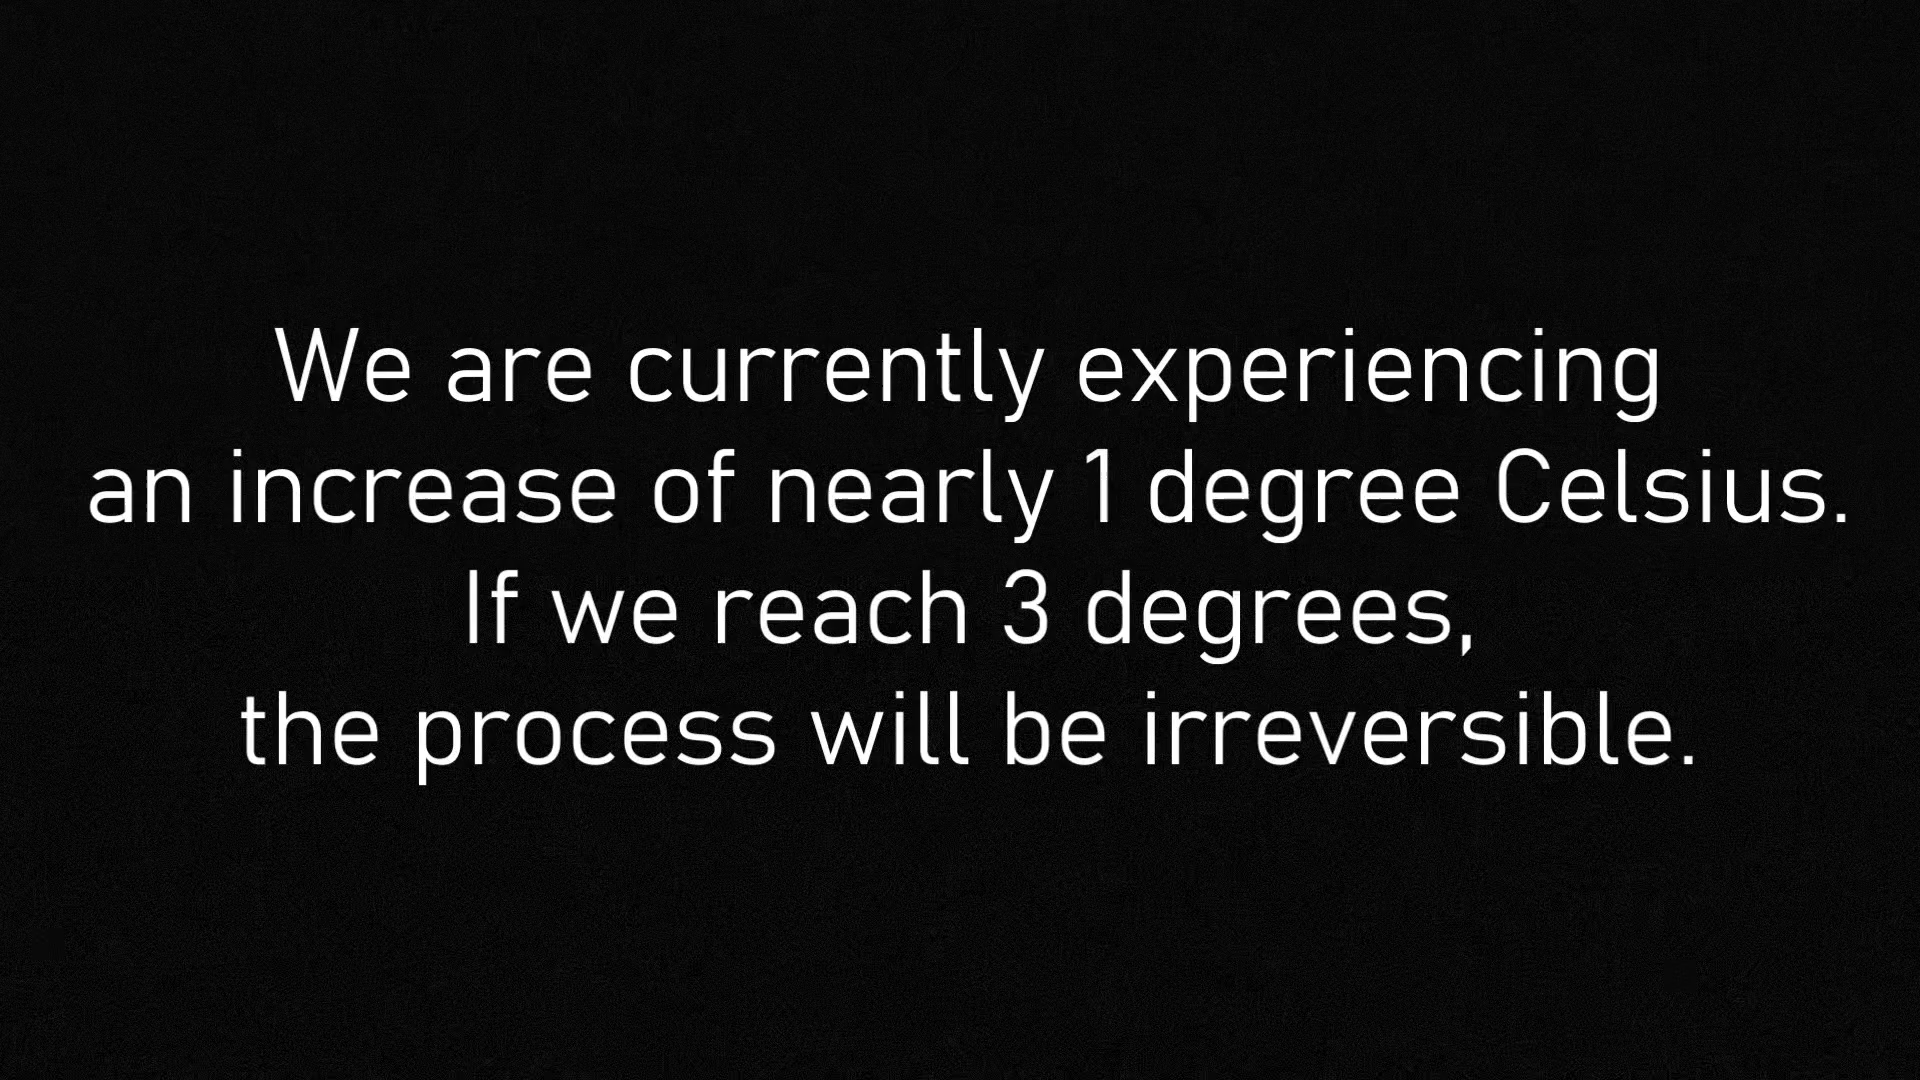 We are currently experiencing
an increase of nearly 1 degree Celsius.
If we reach 3 degrees,
the process will be irreversible.